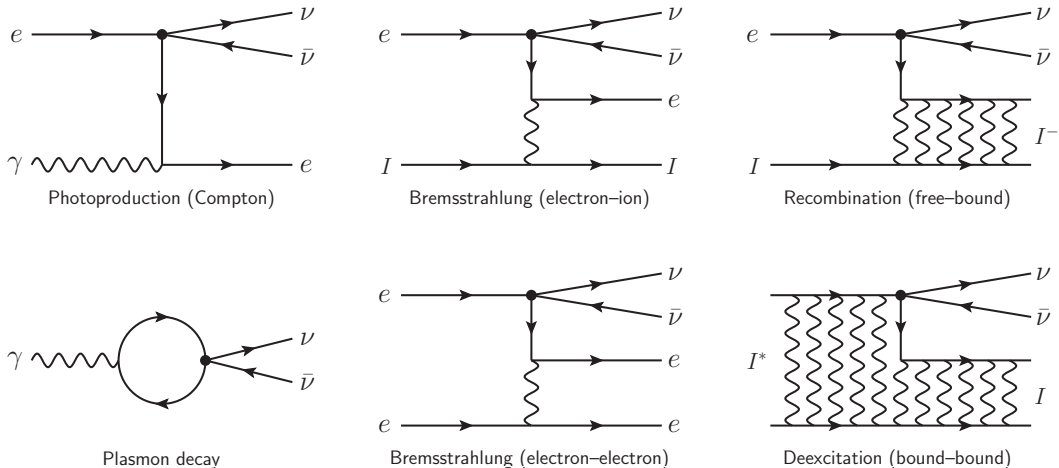 e ν ν̄ γ e
Photoproduction (Compton)
e ν ν̄ e I I
Bremsstrahlung (electron–ion)
e ν ν̄ I I⁻
Recombination (free–bound)
γ ν ν̄
Plasmon decay
e ν ν̄ e e e
Bremsstrahlung (electron–electron)
ν ν̄ I* I
Deexcitation (bound–bound)